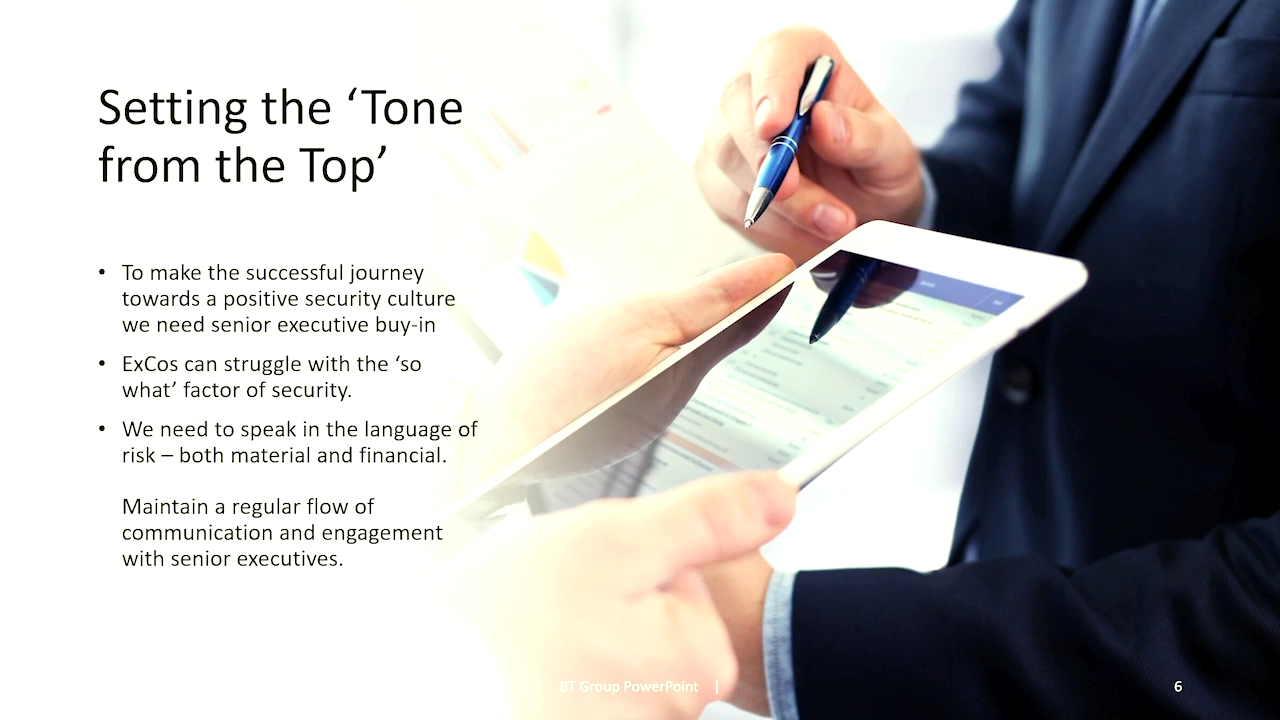 Setting the ‘Tone
from the Top’
• To make the successful journey
towards a positive security culture
we need senior executive buy-in
• ExCos can struggle with the ‘so
what’ factor of security.
• We need to speak in the language of
risk – both material and financial.
Maintain a regular flow of
communication and engagement
with senior executives.
BT Group PowerPoint |
6